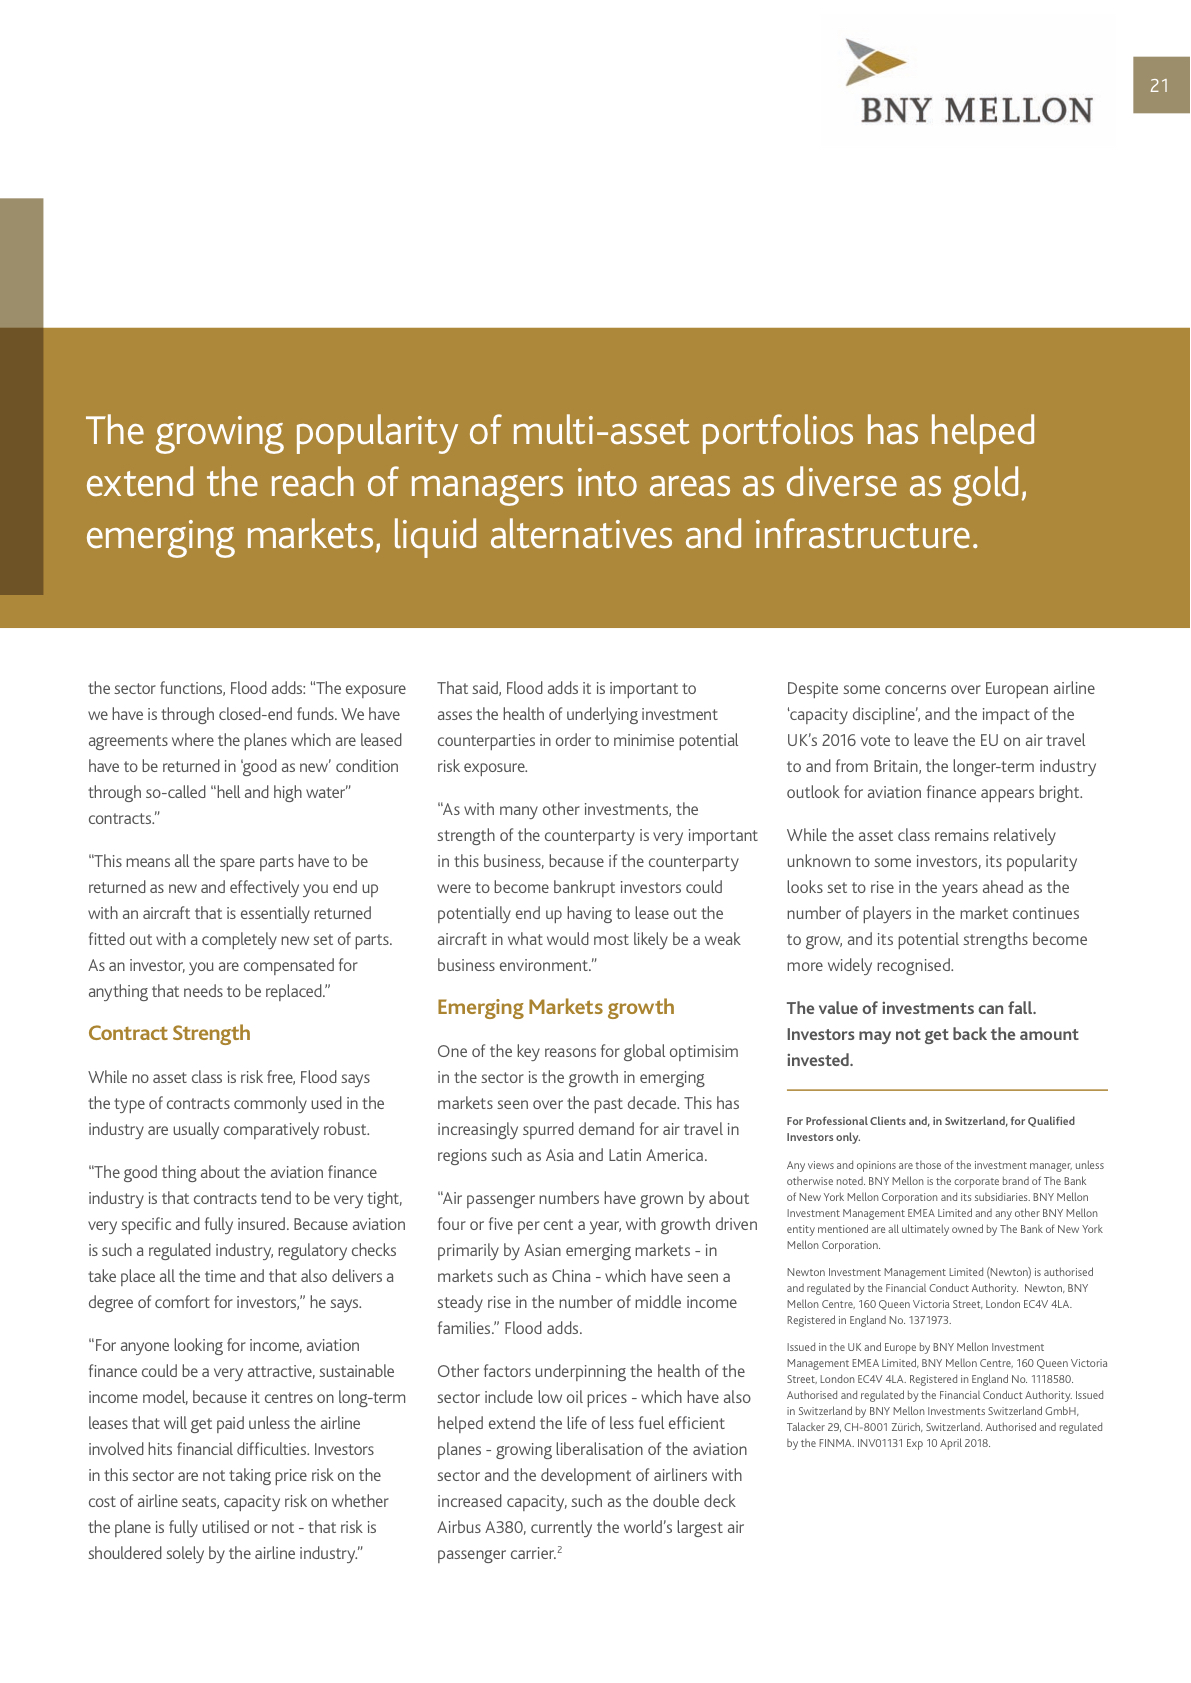 BNY MELLON
21
The growing popularity of multi-asset portfolios has helped
extend the reach of managers into areas as diverse as gold,
emerging markets, liquid alternatives and infrastructure.
the sector functions, Flood adds: “The exposure
we have is through closed-end funds. We have
agreements where the planes which are leased
have to be returned in ‘good as new’ condition
through so-called “hell and high water”
contracts.”
“This means all the spare parts have to be
returned as new and effectively you end up
with an aircraft that is essentially returned
fitted out with a completely new set of parts.
As an investor, you are compensated for
anything that needs to be replaced.”
Contract Strength
While no asset class is risk free, Flood says
the type of contracts commonly used in the
industry are usually comparatively robust.
“The good thing about the aviation finance
industry is that contracts tend to be very tight,
very specific and fully insured. Because aviation
is such a regulated industry, regulatory checks
take place all the time and that also delivers a
degree of comfort for investors,” he says.
“For anyone looking for income, aviation
finance could be a very attractive, sustainable
income model, because it centres on long-term
leases that will get paid unless the airline
involved hits financial difficulties. Investors
in this sector are not taking price risk on the
cost of airline seats, capacity risk on whether
the plane is fully utilised or not - that risk is
shouldered solely by the airline industry.”
That said, Flood adds it is important to
asses the health of underlying investment
counterparties in order to minimise potential
risk exposure.
“As with many other investments, the
strength of the counterparty is very important
in this business, because if the counterparty
were to become bankrupt investors could
potentially end up having to lease out the
aircraft in what would most likely be a weak
business environment.”
Emerging Markets growth
One of the key reasons for global optimisim
in the sector is the growth in emerging
markets seen over the past decade. This has
increasingly spurred demand for air travel in
regions such as Asia and Latin America.
“Air passenger numbers have grown by about
four or five per cent a year, with growth driven
primarily by Asian emerging markets - in
markets such as China - which have seen a
steady rise in the number of middle income
families.” Flood adds.
Other factors underpinning the health of the
sector include low oil prices - which have also
helped extend the life of less fuel efficient
planes - growing liberalisation of the aviation
sector and the development of airliners with
increased capacity, such as the double deck
Airbus A380, currently the world’s largest air
passenger carrier.²
Despite some concerns over European airline
‘capacity discipline’, and the impact of the
UK’s 2016 vote to leave the EU on air travel
to and from Britain, the longer-term industry
outlook for aviation finance appears bright.
While the asset class remains relatively
unknown to some investors, its popularity
looks set to rise in the years ahead as the
number of players in the market continues
to grow, and its potential strengths become
more widely recognised.
The value of investments can fall.
Investors may not get back the amount
invested.
For Professional Clients and, in Switzerland, for Qualified
Investors only.
Any views and opinions are those of the investment manager, unless
otherwise noted. BNY Mellon is the corporate brand of The Bank
of New York Mellon Corporation and its subsidiaries. BNY Mellon
Investment Management EMEA Limited and any other BNY Mellon
entity mentioned are all ultimately owned by The Bank of New York
Mellon Corporation.
Newton Investment Management Limited (Newton) is authorised
and regulated by the Financial Conduct Authority. Newton, BNY
Mellon Centre, 160 Queen Victoria Street, London EC4V 4LA.
Registered in England No. 1371973.
Issued in the UK and Europe by BNY Mellon Investment
Management EMEA Limited, BNY Mellon Centre, 160 Queen Victoria
Street, London EC4V 4LA. Registered in England No. 1118580.
Authorised and regulated by the Financial Conduct Authority. Issued
in Switzerland by BNY Mellon Investments Switzerland GmbH,
Talacker 29, CH-8001 Zürich, Switzerland. Authorised and regulated
by the FINMA. INV01131 Exp 10 April 2018.